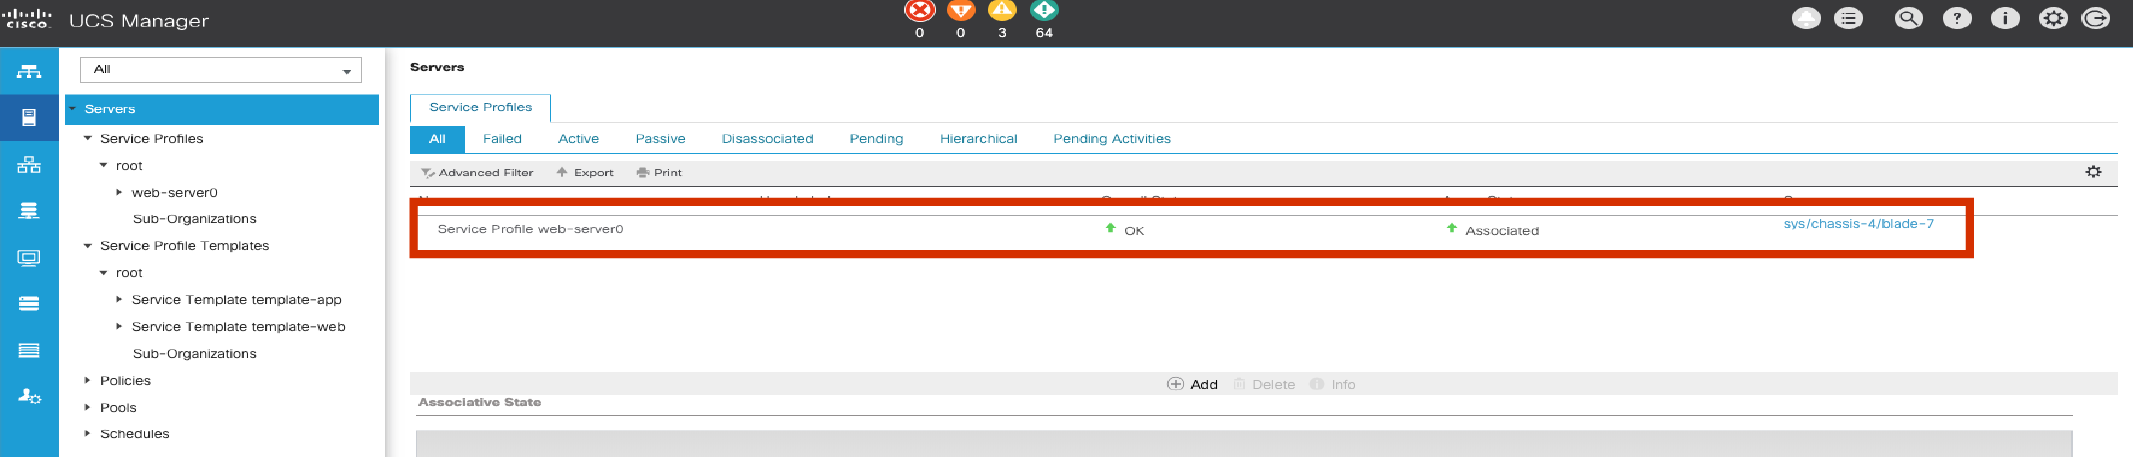 CISCO UCS Manager
0 0 3 64
All
Servers
Service Profiles
root
web-server0
Sub-Organizations
Service Profile Templates
root
Service Template template-app
Service Template template-web
Sub-Organizations
Policies
Pools
Schedules
Servers
Service Profiles
All Failed Active Passive Disassociated Pending Hierarchical Pending Activities
Advanced Filter Export Print
Service Profile web-server0 OK Associated sys/chassis-4/blade-7
Add Delete Info
Associative State